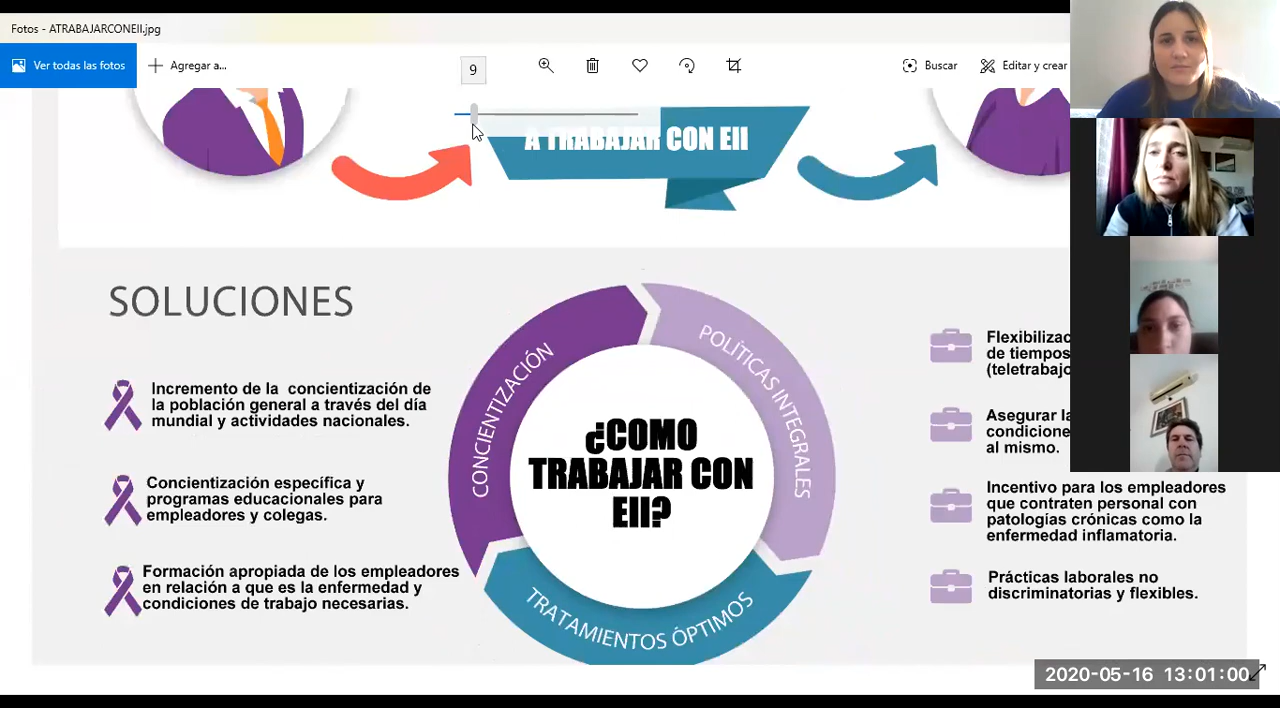 Fotos - ATRABAJARCONEII.jpg
Ver todas las fotos
Agregar a...
9
Buscar
Editar y crear
A TRABAJAR CON EII
SOLUCIONES
Incremento de la concientización de
la población general a través del día
mundial y actividades nacionales.
Concientización específica y
programas educacionales para
empleadores y colegas.
Formación apropiada de los empleadores
en relación a que es la enfermedad y
condiciones de trabajo necesarias.
CONCIENTIZACIÓN
POLÍTICAS INTEGRALES
TRATAMIENTOS ÓPTIMOS
¿COMO
TRABAJAR CON
EII?
de tiempos
(teletrabajo
Asegurar
al mismo.
Incentivo para los empleadores
que contraten personal con
patologías crónicas como la
enfermedad inflamatoria.
Prácticas laborales no
discriminatorias y flexibles.
2020-05-16 13:01:00